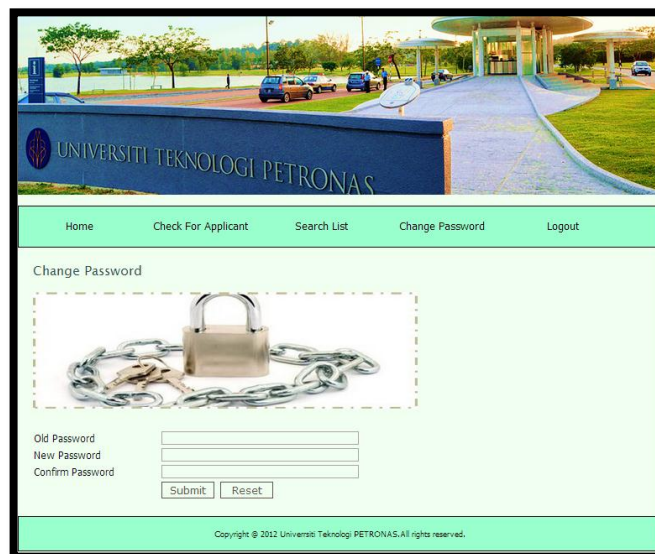 UNIVERSITI TEKNOLOGI PETRONAS
Home Check For Applicant Search List Change Password Logout
Change Password
Old Password
New Password
Confirm Password
Submit Reset
Copyright @ 2012 Universiti Teknologi PETRONAS.All rights reserved.